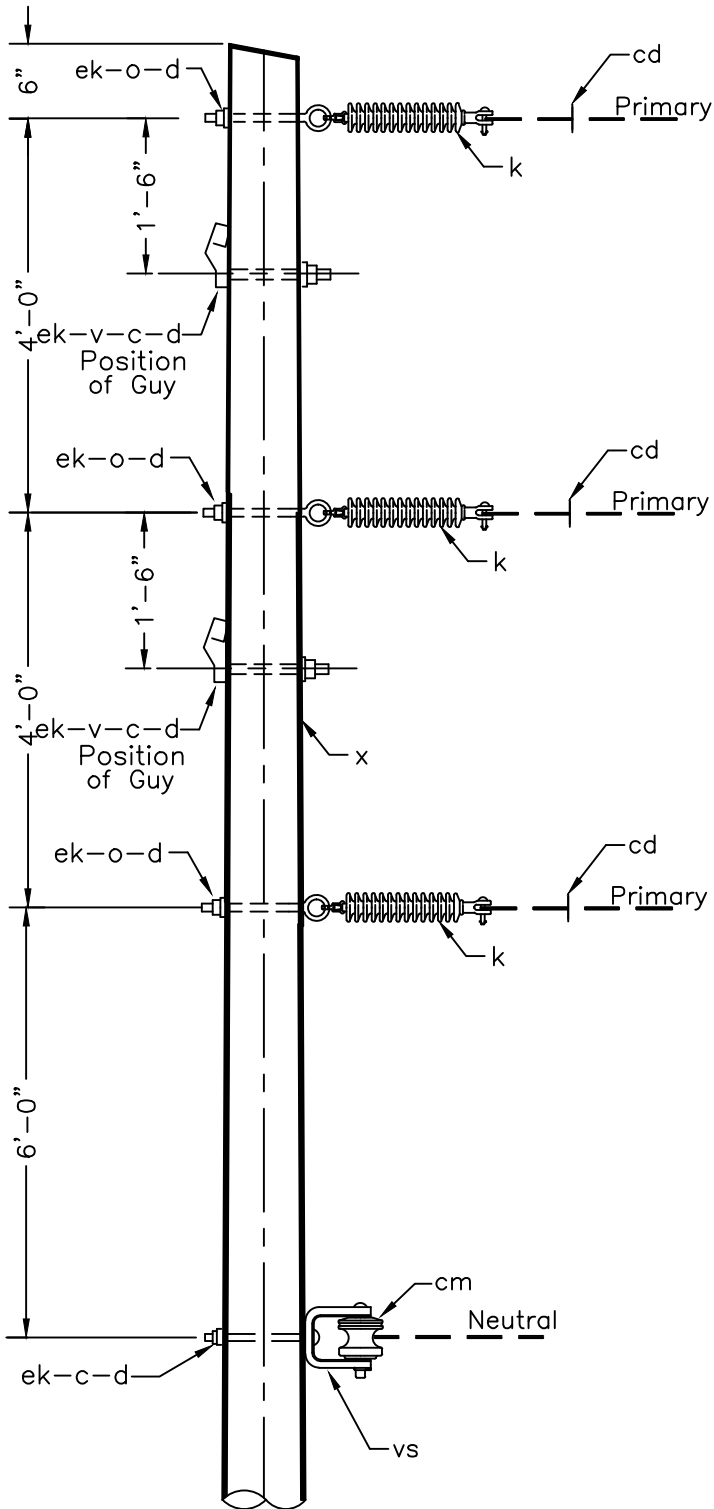 cd
ek-o-d
Primary
6"
k
1'-6"
4'-0"
ek-v-c-d
Position
of Guy
cd
ek-o-d
Primary
k
1'-6"
4'-0"
ek-v-c-d
Position
of Guy
x
cd
ek-o-d
Primary
k
6'-0"
cm
Neutral
ek-c-d
vs